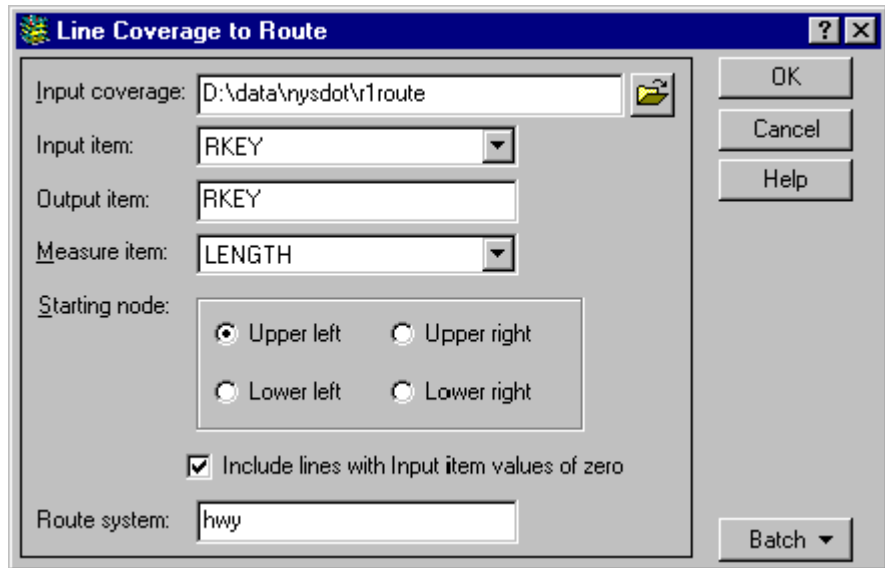 Line Coverage to Route
Input coverage: D:\data\nysdot\r1route
OK
Input item: RKEY
Cancel
Output item: RKEY
Help
Measure item: LENGTH
Starting node:
Upper left Upper right
Lower left Lower right
Include lines with Input item values of zero
Route system: hwy
Batch